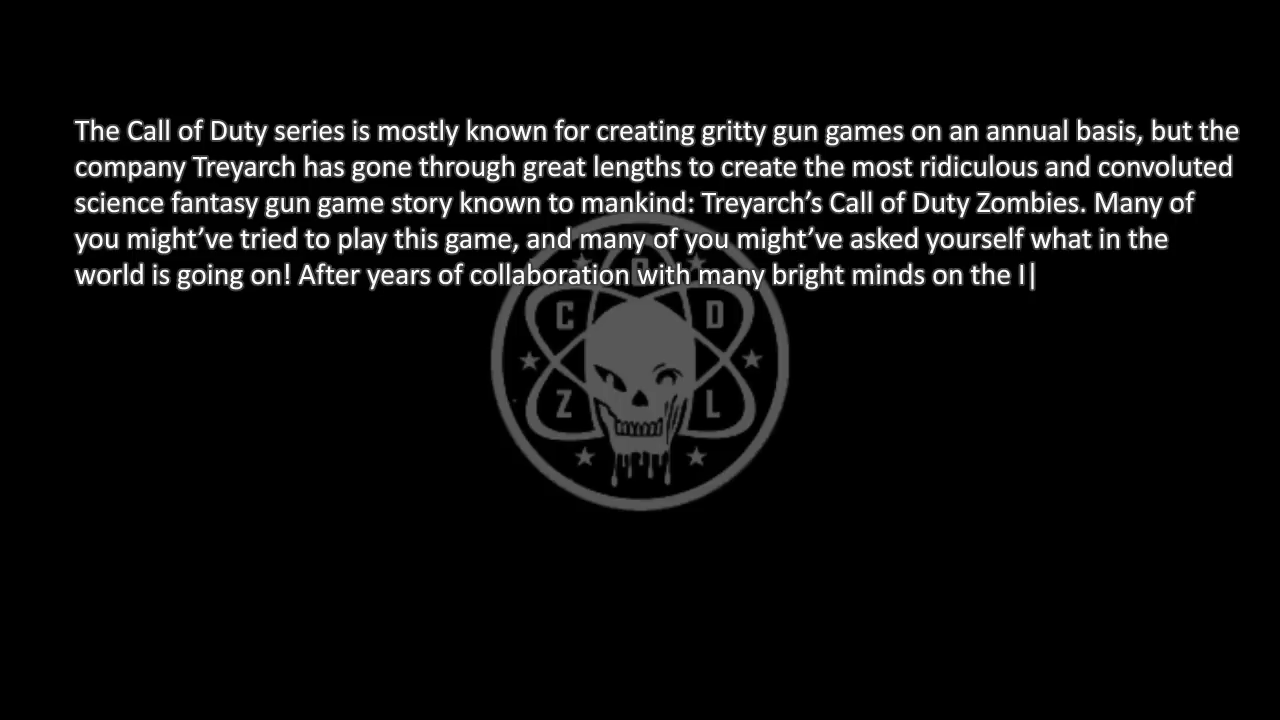 The Call of Duty series is mostly known for creating gritty gun games on an annual basis, but the
company Treyarch has gone through great lengths to create the most ridiculous and convoluted
science fantasy gun game story known to mankind: Treyarch’s Call of Duty Zombies. Many of
you might’ve tried to play this game, and many of you might’ve asked yourself what in the
world is going on! After years of collaboration with many bright minds on the I|
O
C D
Z L